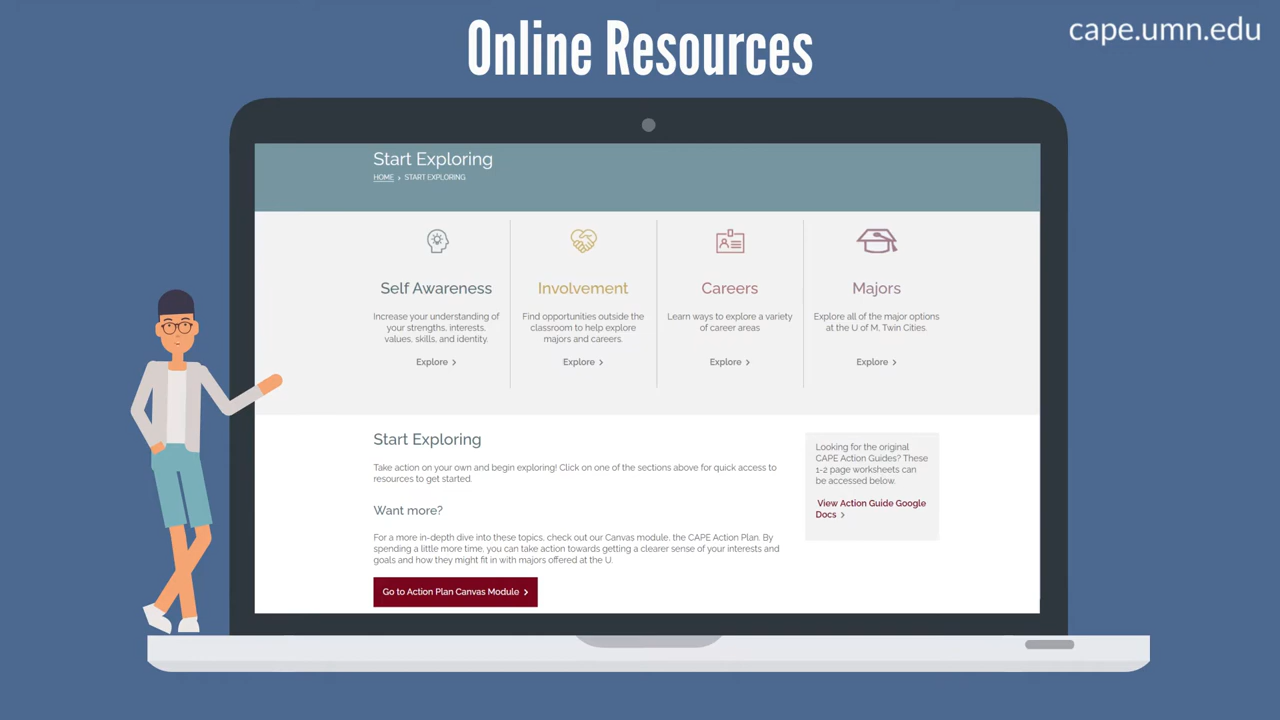 Online Resources
cape.umn.edu
Start Exploring
HOME › START EXPLORING
Self Awareness
Increase your understanding of
your strengths, interests,
values, skills, and identity.
Explore ›
Involvement
Find opportunities outside the
classroom to help explore
majors and careers.
Explore ›
Careers
Learn ways to explore a variety
of career areas
Explore ›
Majors
Explore all of the major options
at the U of M, Twin Cities.
Explore ›
Start Exploring
Take action on your own and begin exploring! Click on one of the sections above for quick access to
resources to get started.
Want more?
For a more in-depth dive into these topics, check out our Canvas module, the CAPE Action Plan. By
spending a little more time, you can take action towards getting a clearer sense of your interests and
goals and how they might fit in with majors offered at the U.
Go to Action Plan Canvas Module ›
Looking for the original
CAPE Action Guides? These
1-2 page worksheets can
be accessed below.
View Action Guide Google
Docs ›